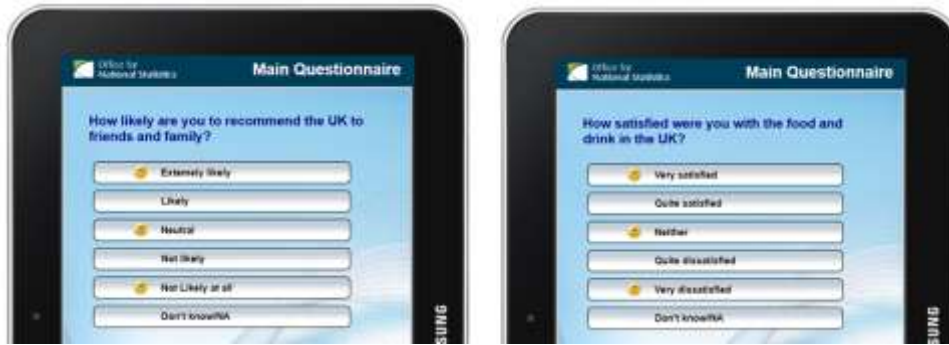 Office for
National Statistics
Main Questionnaire
How likely are you to recommend the UK to
friends and family?
Extemely likely
Likely
Neutral
Not likely
Not Likely at all
Don't know/NA
SUNG
Office for
National Statistics
Main Questionnaire
How satisfied were you with the food and
drink in the UK?
Very satisfied
Quite satisfied
Neither
Quite dissatisfied
Very dissatisfied
Don't know/NA
SUNG